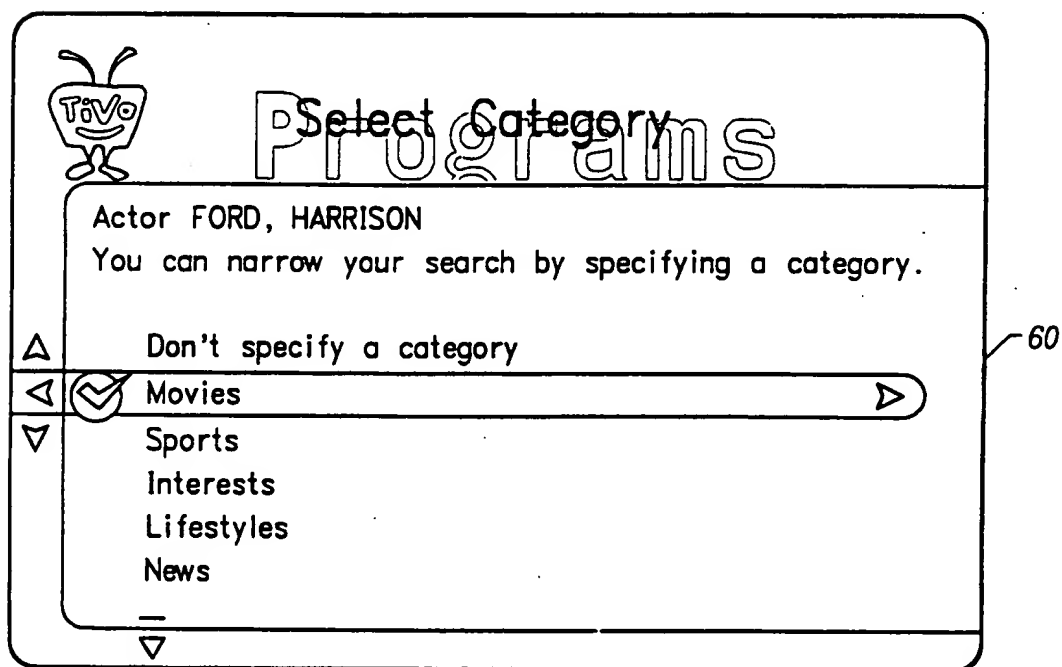 TiVo
Programs
Select Category
Actor FORD, HARRISON
You can narrow your search by specifying a category.
Don't specify a category
Movies
Sports
Interests
Lifestyles
News
60